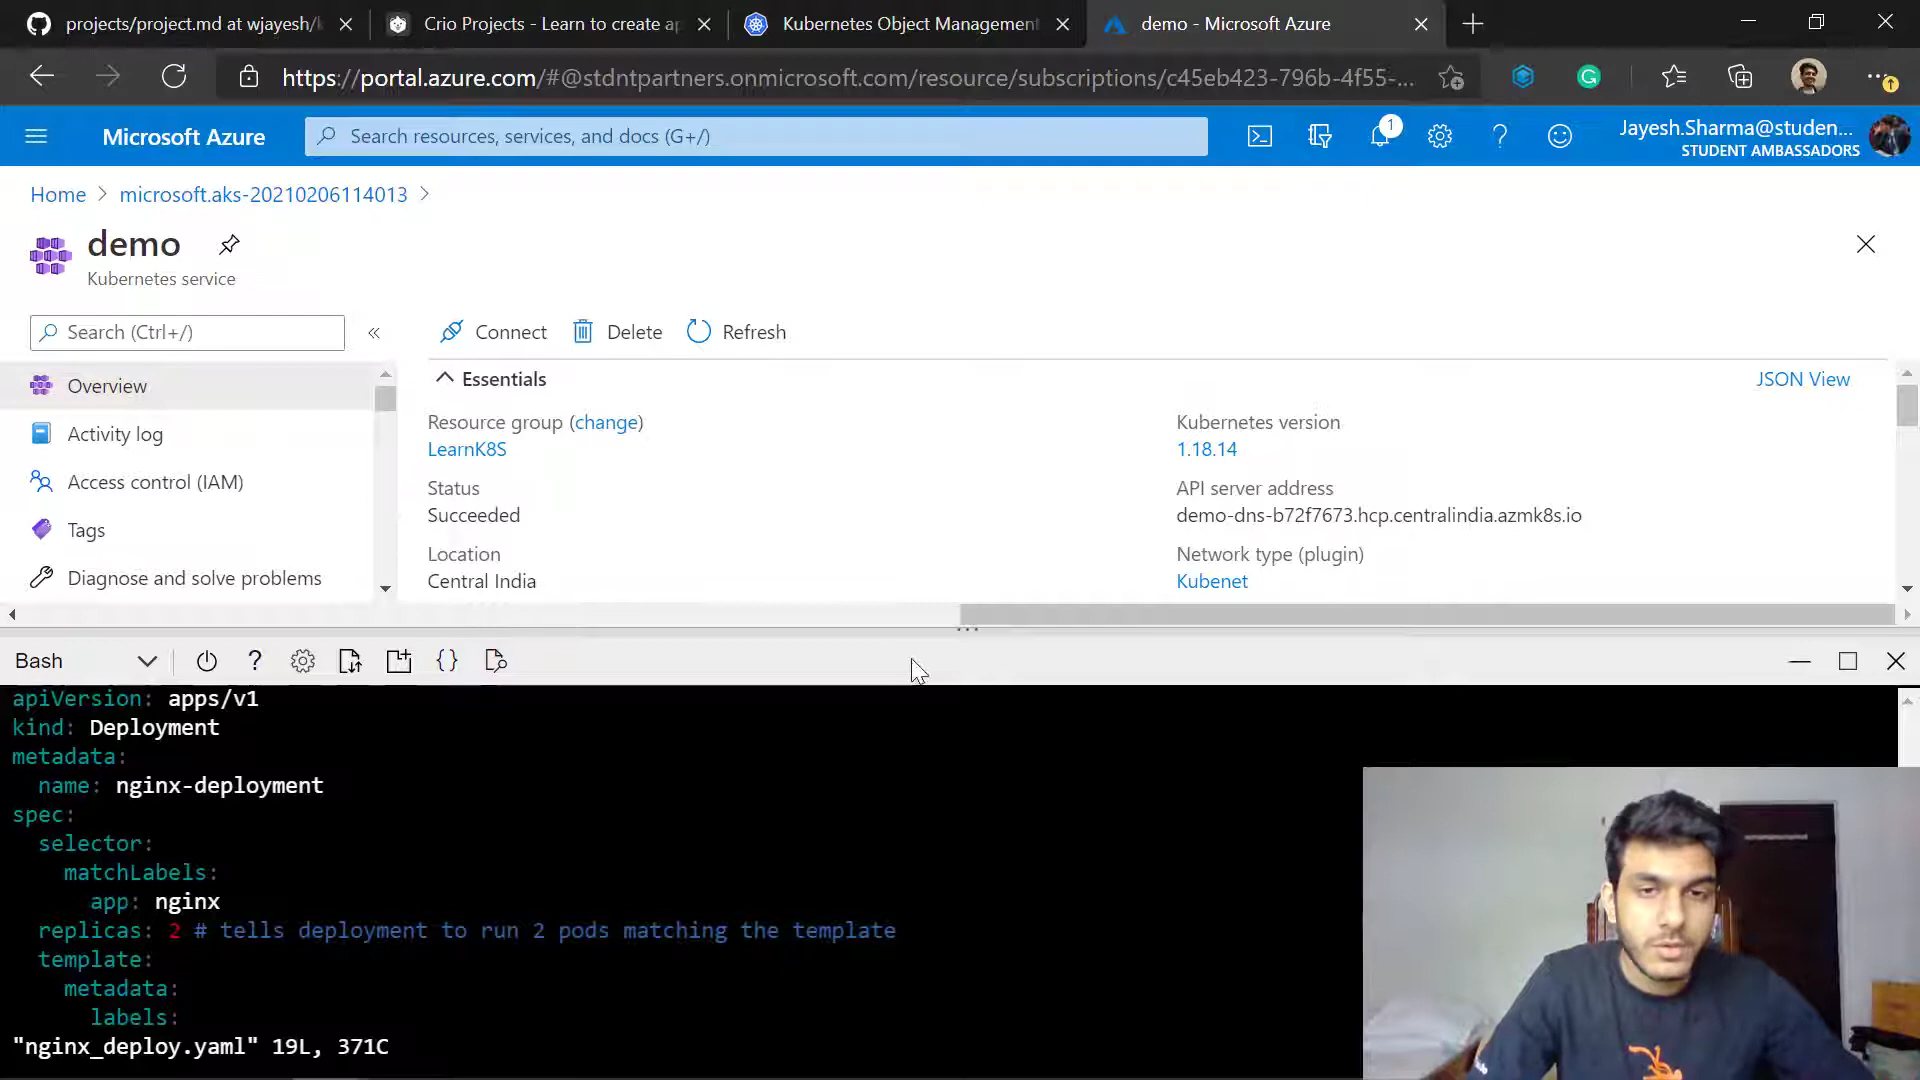 projects/project.md at wjayesh/k
Crio Projects - Learn to create ap
Kubernetes Object Management
demo - Microsoft Azure
https://portal.azure.com/#@stdntpartners.onmicrosoft.com/resource/subscriptions/c45eb423-796b-4f55-...
Microsoft Azure
Search resources, services, and docs (G+/)
1
Jayesh.Sharma@studen...
STUDENT AMBASSADORS
Home > microsoft.aks-20210206114013 >
demo
Kubernetes service
Search (Ctrl+/)
«
Connect
Delete
Refresh
Overview
Activity log
Access control (IAM)
Tags
Diagnose and solve problems
Essentials
JSON View
Resource group (change)
LearnK8S
Status
Succeeded
Location
Central India
Kubernetes version
1.18.14
API server address
demo-dns-b72f7673.hcp.centralindia.azmk8s.io
Network type (plugin)
Kubenet
Bash
apiVersion: apps/v1
kind: Deployment
metadata:
name: nginx-deployment
spec:
selector:
matchLabels:
app: nginx
replicas: 2 # tells deployment to run 2 pods matching the template
template:
metadata:
labels:
"nginx_deploy.yaml" 19L, 371C